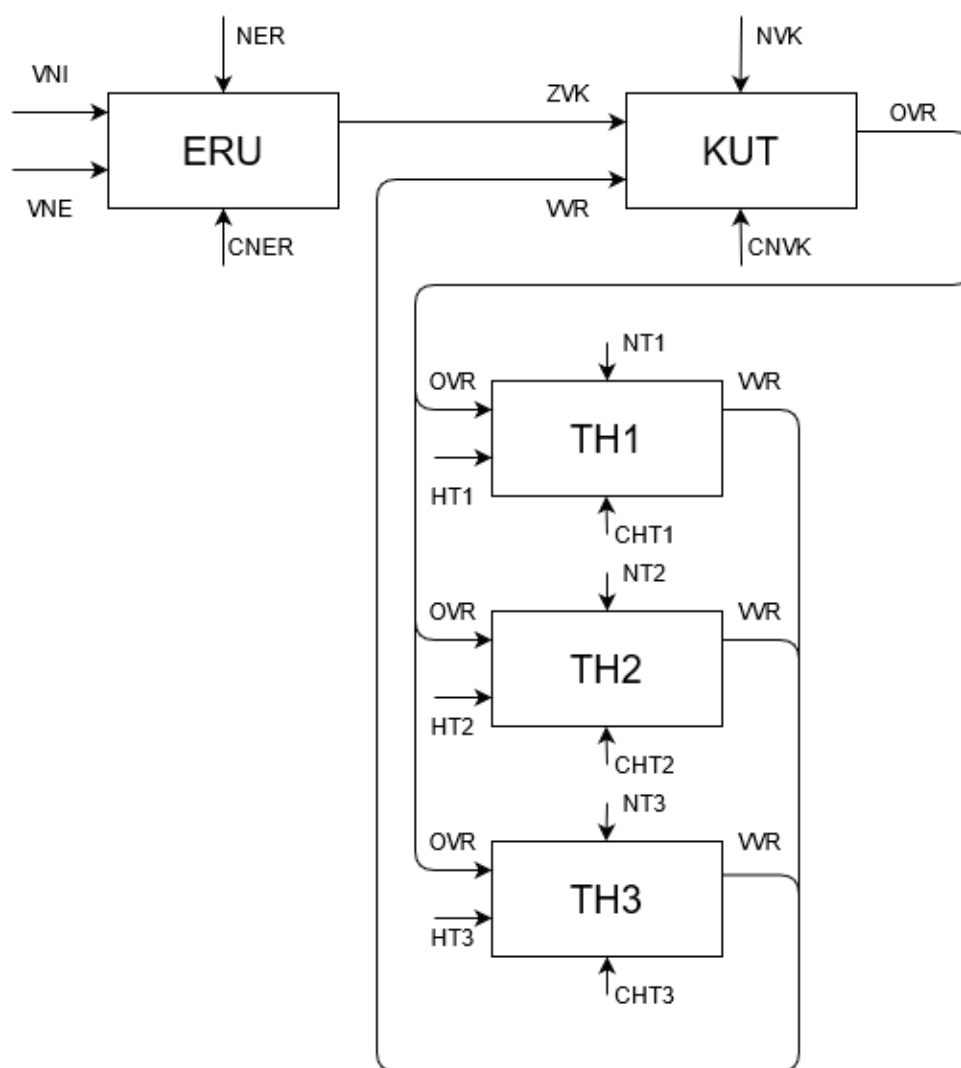 NER
NVK
VNI
ZVK
OVR
ERU
KUT
VNE
VVR
CNER
CNVK
NT1
OVR
VVR
TH1
HT1
CHT1
NT2
OVR
VVR
TH2
HT2
CHT2
NT3
OVR
VVR
TH3
HT3
CHT3